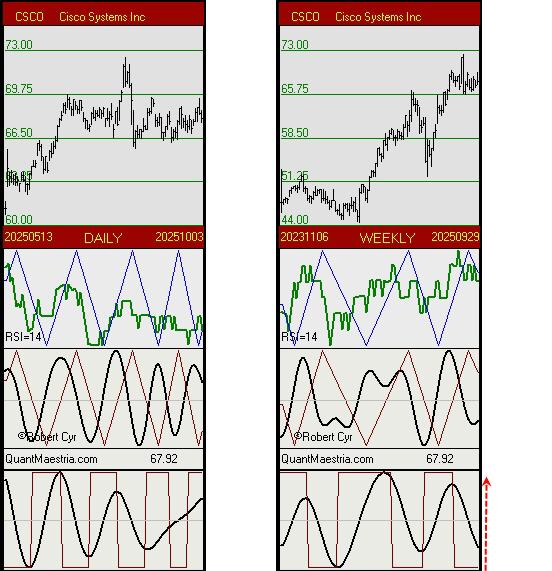 CSCO Cisco Systems Inc
73.00
69.75
66.50
60.00
20250513 DAILY 20251003
RSI=14
©Robert Cyr
QuantMaestria.com 67.92
CSCO Cisco Systems Inc
73.00
65.75
58.50
51.25
44.00
20231106 WEEKLY 20250929
RSI=14
©Robert Cyr
QuantMaestria.com 67.92